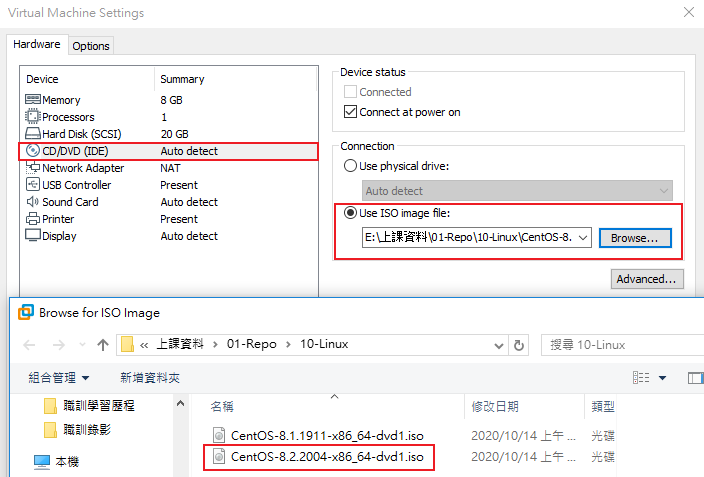 Virtual Machine Settings
Hardware Options
Device Summary
Memory 8 GB
Processors 1
Hard Disk (SCSI) 20 GB
CD/DVD (IDE) Auto detect
Network Adapter NAT
USB Controller Present
Sound Card Auto detect
Printer Present
Display Auto detect
Device status
Connected
Connect at power on
Connection
Use physical drive:
Auto detect
Use ISO image file:
E:\上課資料\01-Repo\10-Linux\CentOS-8. Browse...
Advanced...
Browse for ISO Image
« 上課資料 › 01-Repo › 10-Linux 搜尋 10-Linux
組合管理 新增資料夾
職訓學習歷程
職訓錄影
本機
名稱 修改日期 類型
CentOS-8.1.1911-x86_64-dvd1.iso 2020/10/14 上午 ... 光碟
CentOS-8.2.2004-x86_64-dvd1.iso 2020/10/14 上午 ... 光碟